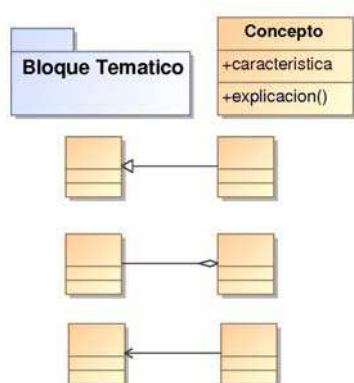 Bloque Tematico
Concepto
+caracteristica
+explicacion()